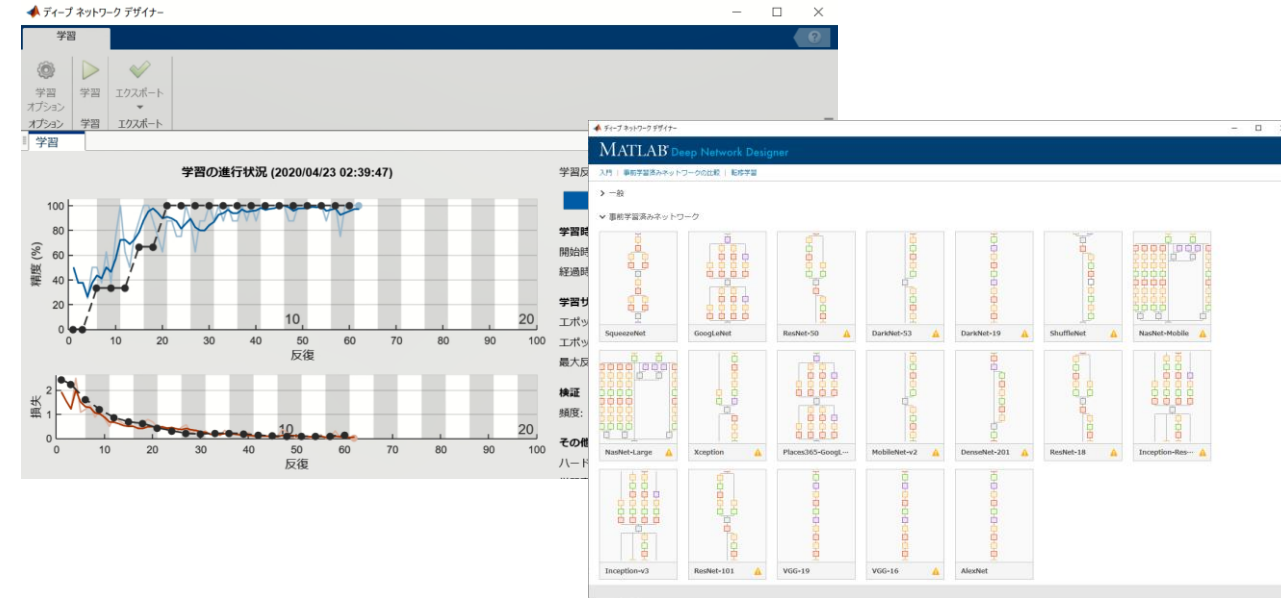 ディープ ネットワーク デザイナー
学習
学習
オプション
学習
エクスポート
オプション
学習
エクスポート
学習
学習の進行状況 (2020/04/23 02:39:47)
精度 (%)
100
80
60
40
20
0
10
20
0 10 20 30 40 50 60 70 80 90 100
反復
損失
2
1
0
10
20
0 10 20 30 40 50 60 70 80 90 100
反復
学習反
学習時
開始時
経過時
学習サ
エポッ
エポッ
最大反
検証
頻度:
その他
ハード
ディープ ネットワーク デザイナー
MATLAB Deep Network Designer
入門 | 事前学習済みネットワークの比較 | 転移学習
一般
事前学習済みネットワーク
SqueezeNet GoogLeNet ResNet-50 DarkNet-53 DarkNet-19 ShuffleNet NasNet-Mobile
NasNet-Large Xception Places365-GoogL··· MobileNet-v2 DenseNet-201 ResNet-18 Inception-Res···
Inception-v3 ResNet-101 VGG-19 VGG-16 AlexNet